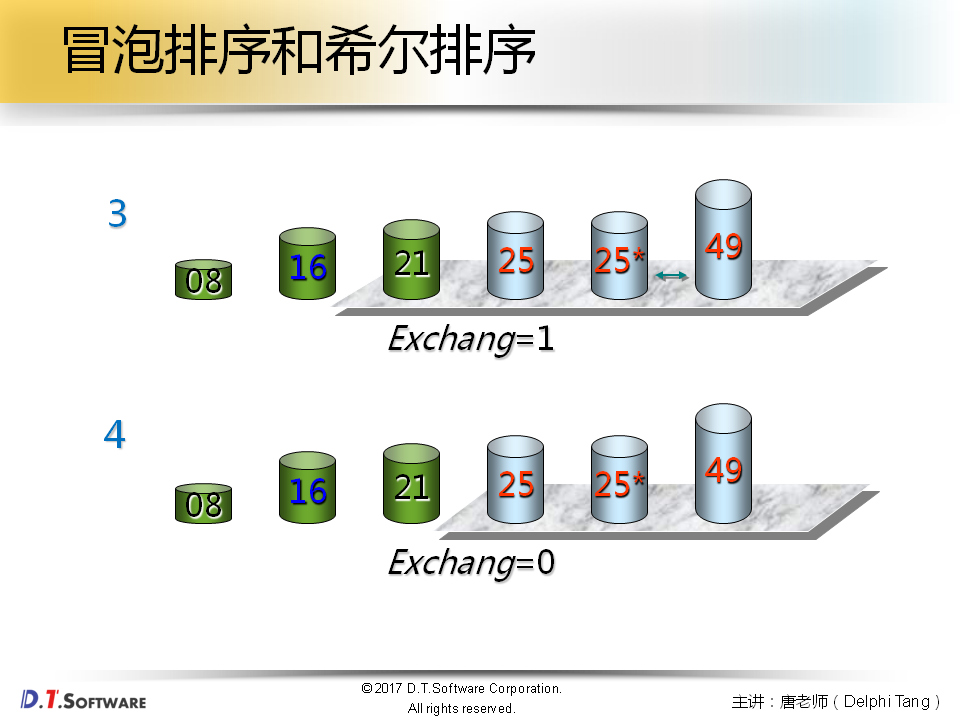 冒泡排序和希尔排序
3
08 16 21 25 25* 49
Exchang=1
4
08 16 21 25 25* 49
Exchang=0
D.T.SOFTWARE
©2017 D.T.Software Corporation.
All rights reserved.
主讲：唐老师（Delphi Tang）